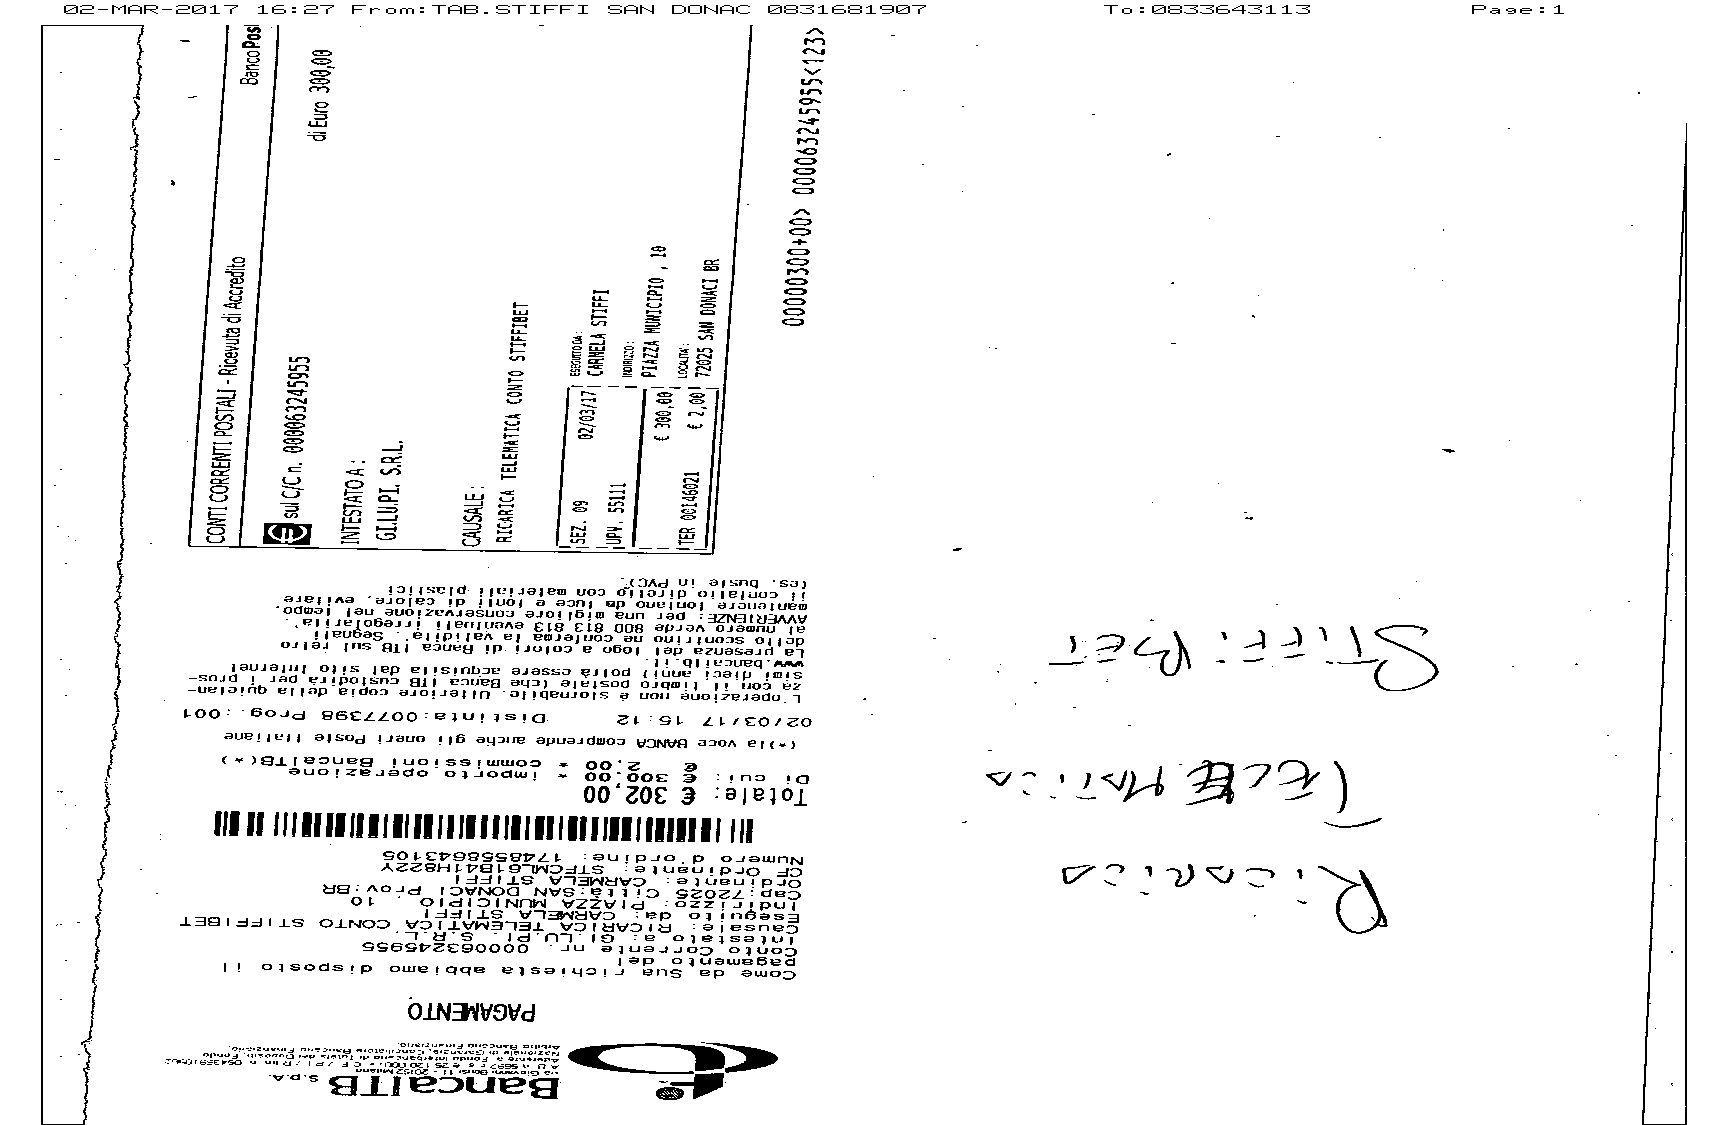 02-MAR-2017 16:27 From:TAB.STIFFI SAN DONAC 0831681907 To:0833643113 Page:1
BancaITB S.p.A.
PAGAMENTO
Come da Sua richiesta abbiamo disposto il
pagamento del
Conto Corrente nr. 000063245955
Intestato a: GI.LU.PI. S.R.L.
Causale: RICARICA TELEMATICA CONTO STIFFIBET
Eseguito da: CARMELA STIFFI
Indirizzo: PIAZZA MUNICIPIO , 10
Cap:72025 Citta:SAN DONACI Prov:BR
Ordinante: CARMELA STIFFI
CF Ordinante: STFCML61B41H822Y
Numero d'ordine: 1748558643105
Totale: € 302,00
Di cui: € 300,00 * importo operazione
€ 2,00 * commissioni BancaITB(*)
(*)la voce BANCA comprende anche gli oneri Poste Italiane
02/03/17 15:12 Distinta:0077398 Prog.:001
L'operazione non è stornabile. Ulteriore copia della quietan-
za con il timbro postale (che Banca ITB custodirà per i pros-
simi dieci anni) potrà essere acquisita dal sito Internet
www.bancaitb.it.
La presenza del logo a colori di Banca ITB sul retro
dello scontrino ne conferma la validita'. Segnali
al numero verde 800 813 813 eventuali irregolarita'.
AVVERTENZE: per una migliore conservazione nel tempo,
mantenere lontano da luce e fonti di calore, evitare
il contatto diretto con materiali plastici
(es. buste in PVC).
CONTI CORRENTI POSTALI - Ricevuta di Accredito BancoPos
€ sul C/C n. 000063245955 di Euro 300,00
INTESTATO A:
GI.LU.PI. S.R.L.
CAUSALE:
RICARICA TELEMATICA CONTO STIFFIBET
SEZ. 09 02/03/17
UPV. 55111
€ 300,00
TER 00146021 € 2,00
ESEGUITO DA:
CARMELA STIFFI
INDIRIZZO:
PIAZZA MUNICIPIO , 10
LOCALITA':
72025 SAN DONACI BR
00000300+00> 000063245955<123>
Ricarica
TELEMATICA
STIFFIBET